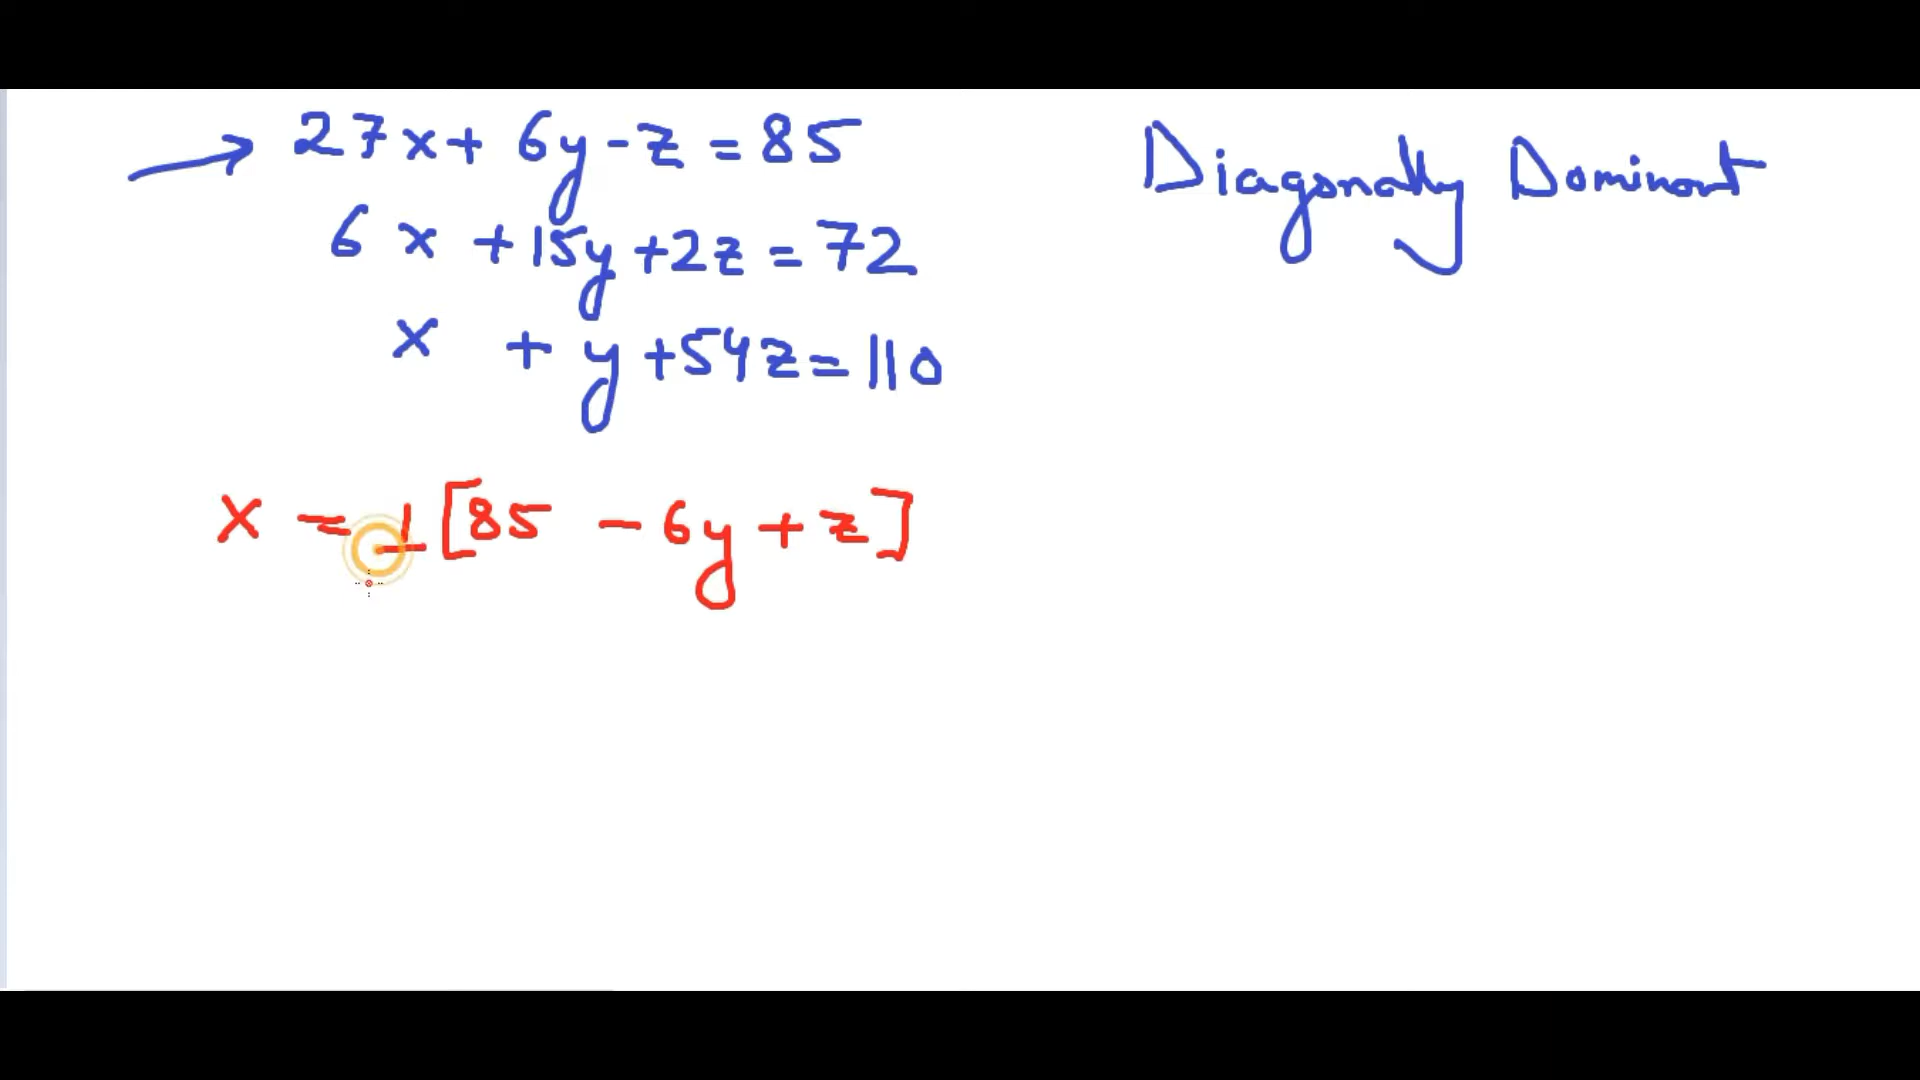 27x + 6y - z = 85
Diagonally Dominant
6x + 15y + 2z = 72
x + y + 54z = 110
x = 1 [85 - 6y + z]